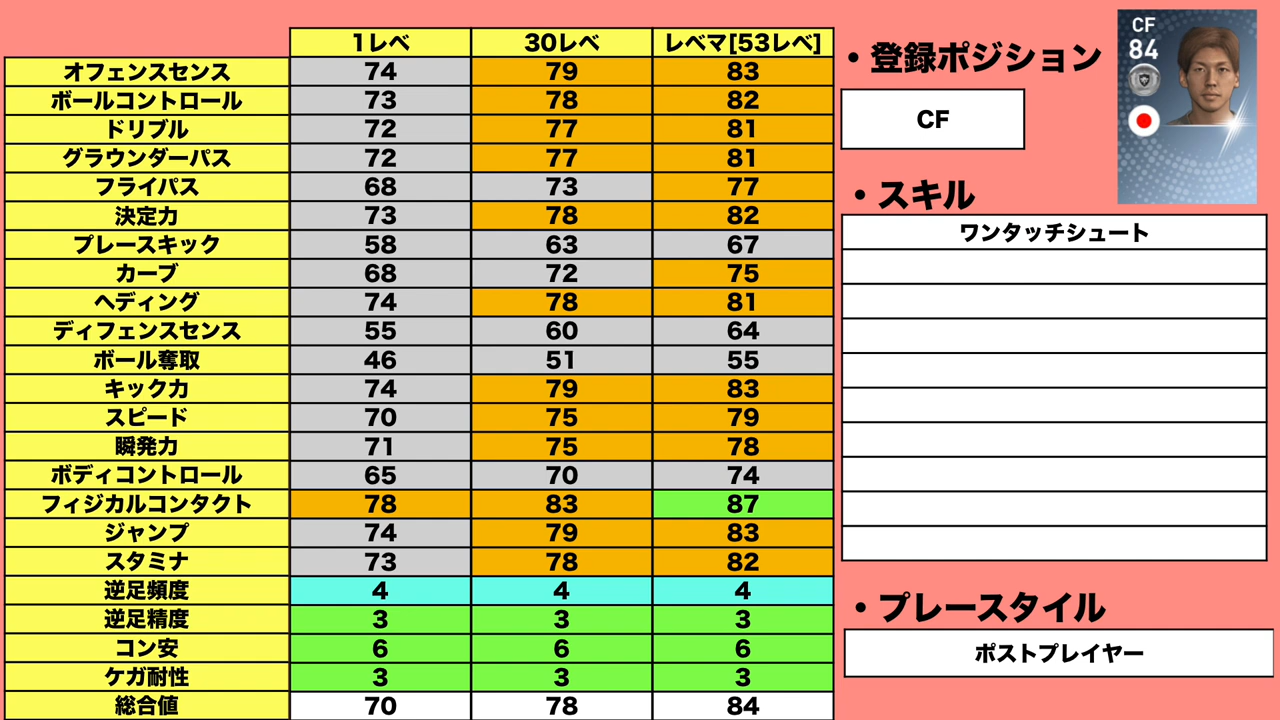 1レベ 30レベ レベマ[53レベ]
オフェンスセンス 74 79 83
ボールコントロール 73 78 82
ドリブル 72 77 81
グラウンダーパス 72 77 81
フライパス 68 73 77
決定力 73 78 82
プレースキック 58 63 67
カーブ 68 72 75
ヘディング 74 78 81
ディフェンスセンス 55 60 64
ボール奪取 46 51 55
キック力 74 79 83
スピード 70 75 79
瞬発力 71 75 78
ボディコントロール 65 70 74
フィジカルコンタクト 78 83 87
ジャンプ 74 79 83
スタミナ 73 78 82
逆足頻度 4 4 4
逆足精度 3 3 3
コン安 6 6 6
ケガ耐性 3 3 3
総合値 70 78 84
・登録ポジション
CF
CF
84
・スキル
ワンタッチシュート
・プレースタイル
ポストプレイヤー